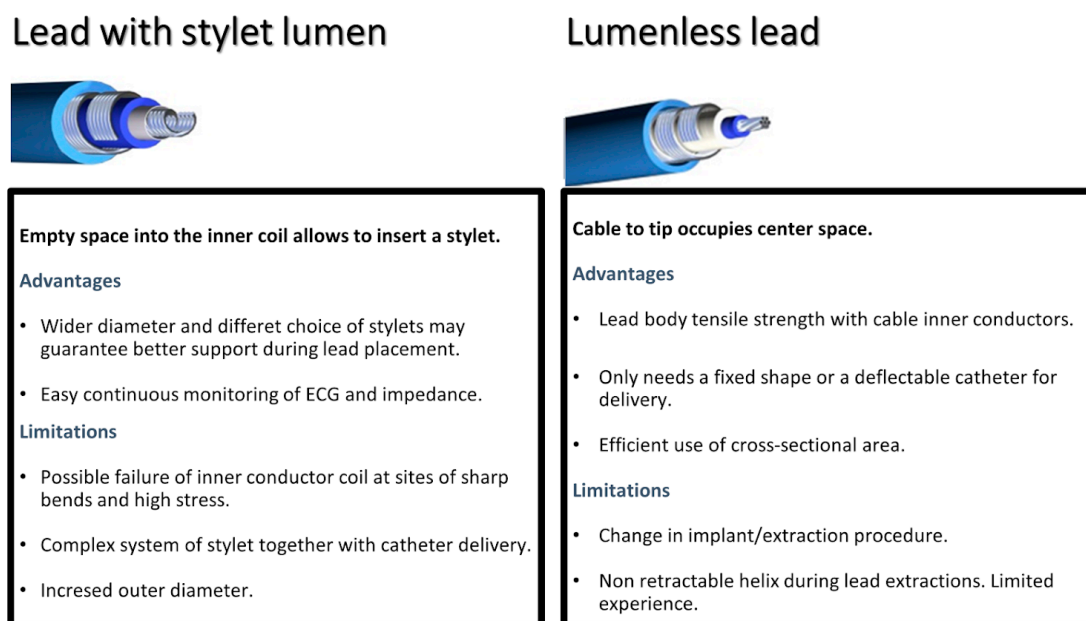 Lead with stylet lumen
Empty space into the inner coil allows to insert a stylet.
Advantages
• Wider diameter and differet choice of stylets may
guarantee better support during lead placement.
• Easy continuous monitoring of ECG and impedance.
Limitations
• Possible failure of inner conductor coil at sites of sharp
bends and high stress.
• Complex system of stylet together with catheter delivery.
• Incresed outer diameter.
Lumenless lead
Cable to tip occupies center space.
Advantages
• Lead body tensile strength with cable inner conductors.
• Only needs a fixed shape or a deflectable catheter for
delivery.
• Efficient use of cross-sectional area.
Limitations
• Change in implant/extraction procedure.
• Non retractable helix during lead extractions. Limited
experience.